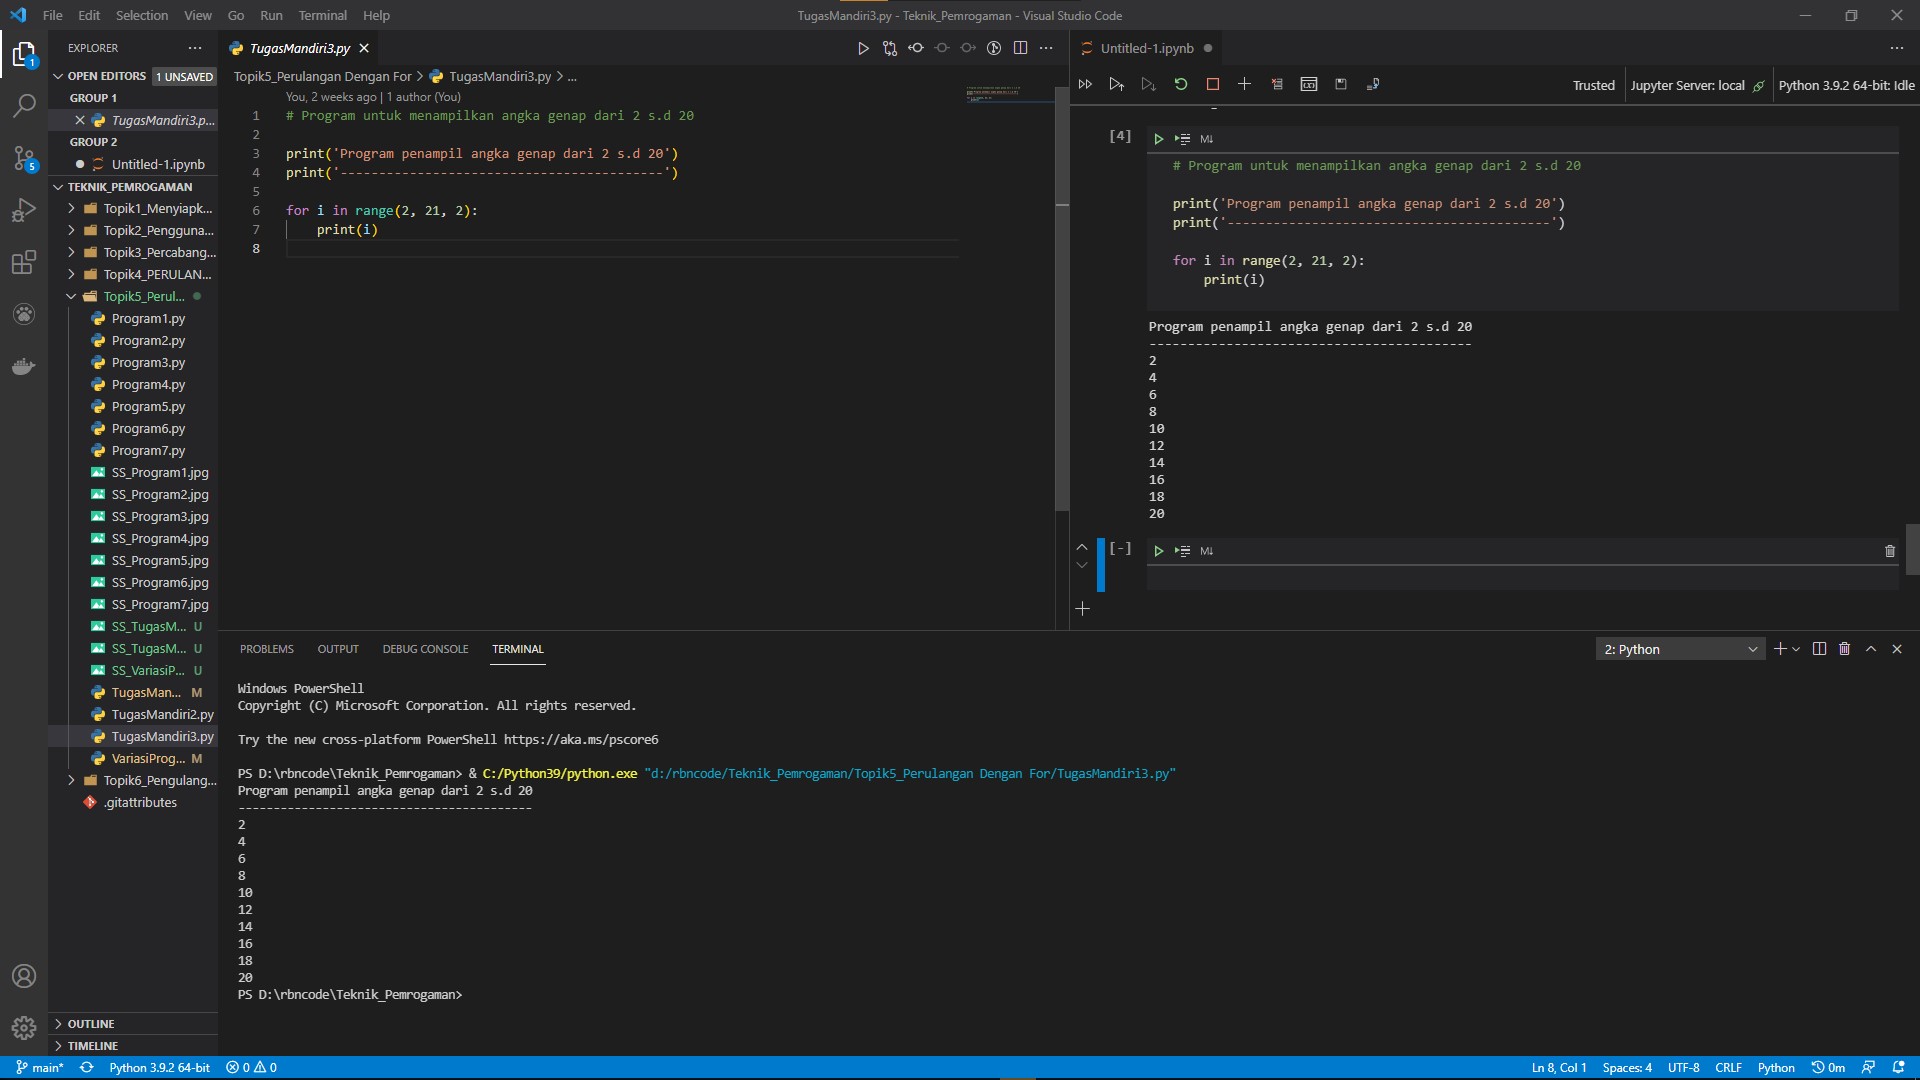 File Edit Selection View Go Run Terminal Help
TugasMandiri3.py - Teknik_Pemrogaman - Visual Studio Code
EXPLORER
OPEN EDITORS 1 UNSAVED
GROUP 1
TugasMandiri3.p...
GROUP 2
Untitled-1.ipynb
TEKNIK_PEMROGAMAN
Topik1_Menyiapk...
Topik2_Pengguna...
Topik3_Percabang...
Topik4_PERULAN...
Topik5_Perul...
Program1.py
Program2.py
Program3.py
Program4.py
Program5.py
Program6.py
Program7.py
SS_Program1.jpg
SS_Program2.jpg
SS_Program3.jpg
SS_Program4.jpg
SS_Program5.jpg
SS_Program6.jpg
SS_Program7.jpg
SS_TugasM... U
SS_TugasM... U
SS_VariasiP... U
TugasMan... M
TugasMandiri2.py
TugasMandiri3.py
VariasiProg... M
Topik6_Pengulang...
.gitattributes
OUTLINE
TIMELINE
1
5
TugasMandiri3.py
Topik5_Perulangan Dengan For > TugasMandiri3.py > ...
You, 2 weeks ago | 1 author (You)
1 # Program untuk menampilkan angka genap dari 2 s.d 20
2
3 print('Program penampil angka genap dari 2 s.d 20')
4 print('------------------------------------------')
5
6 for i in range(2, 21, 2):
7     print(i)
8
Untitled-1.ipynb
Trusted Jupyter Server: local Python 3.9.2 64-bit: Idle
[4] M↓
# Program untuk menampilkan angka genap dari 2 s.d 20
print('Program penampil angka genap dari 2 s.d 20')
print('------------------------------------------')
for i in range(2, 21, 2):
    print(i)
Program penampil angka genap dari 2 s.d 20
------------------------------------------
2
4
6
8
10
12
14
16
18
20
[-] M↓
PROBLEMS OUTPUT DEBUG CONSOLE TERMINAL
2: Python
Windows PowerShell
Copyright (C) Microsoft Corporation. All rights reserved.
Try the new cross-platform PowerShell https://aka.ms/pscore6
PS D:\rbncode\Teknik_Pemrogaman> & C:/Python39/python.exe "d:/rbncode/Teknik_Pemrogaman/Topik5_Perulangan Dengan For/TugasMandiri3.py"
Program penampil angka genap dari 2 s.d 20
------------------------------------------
2
4
6
8
10
12
14
16
18
20
PS D:\rbncode\Teknik_Pemrogaman>
main* Python 3.9.2 64-bit 0 0
Ln 8, Col 1 Spaces: 4 UTF-8 CRLF Python 0m